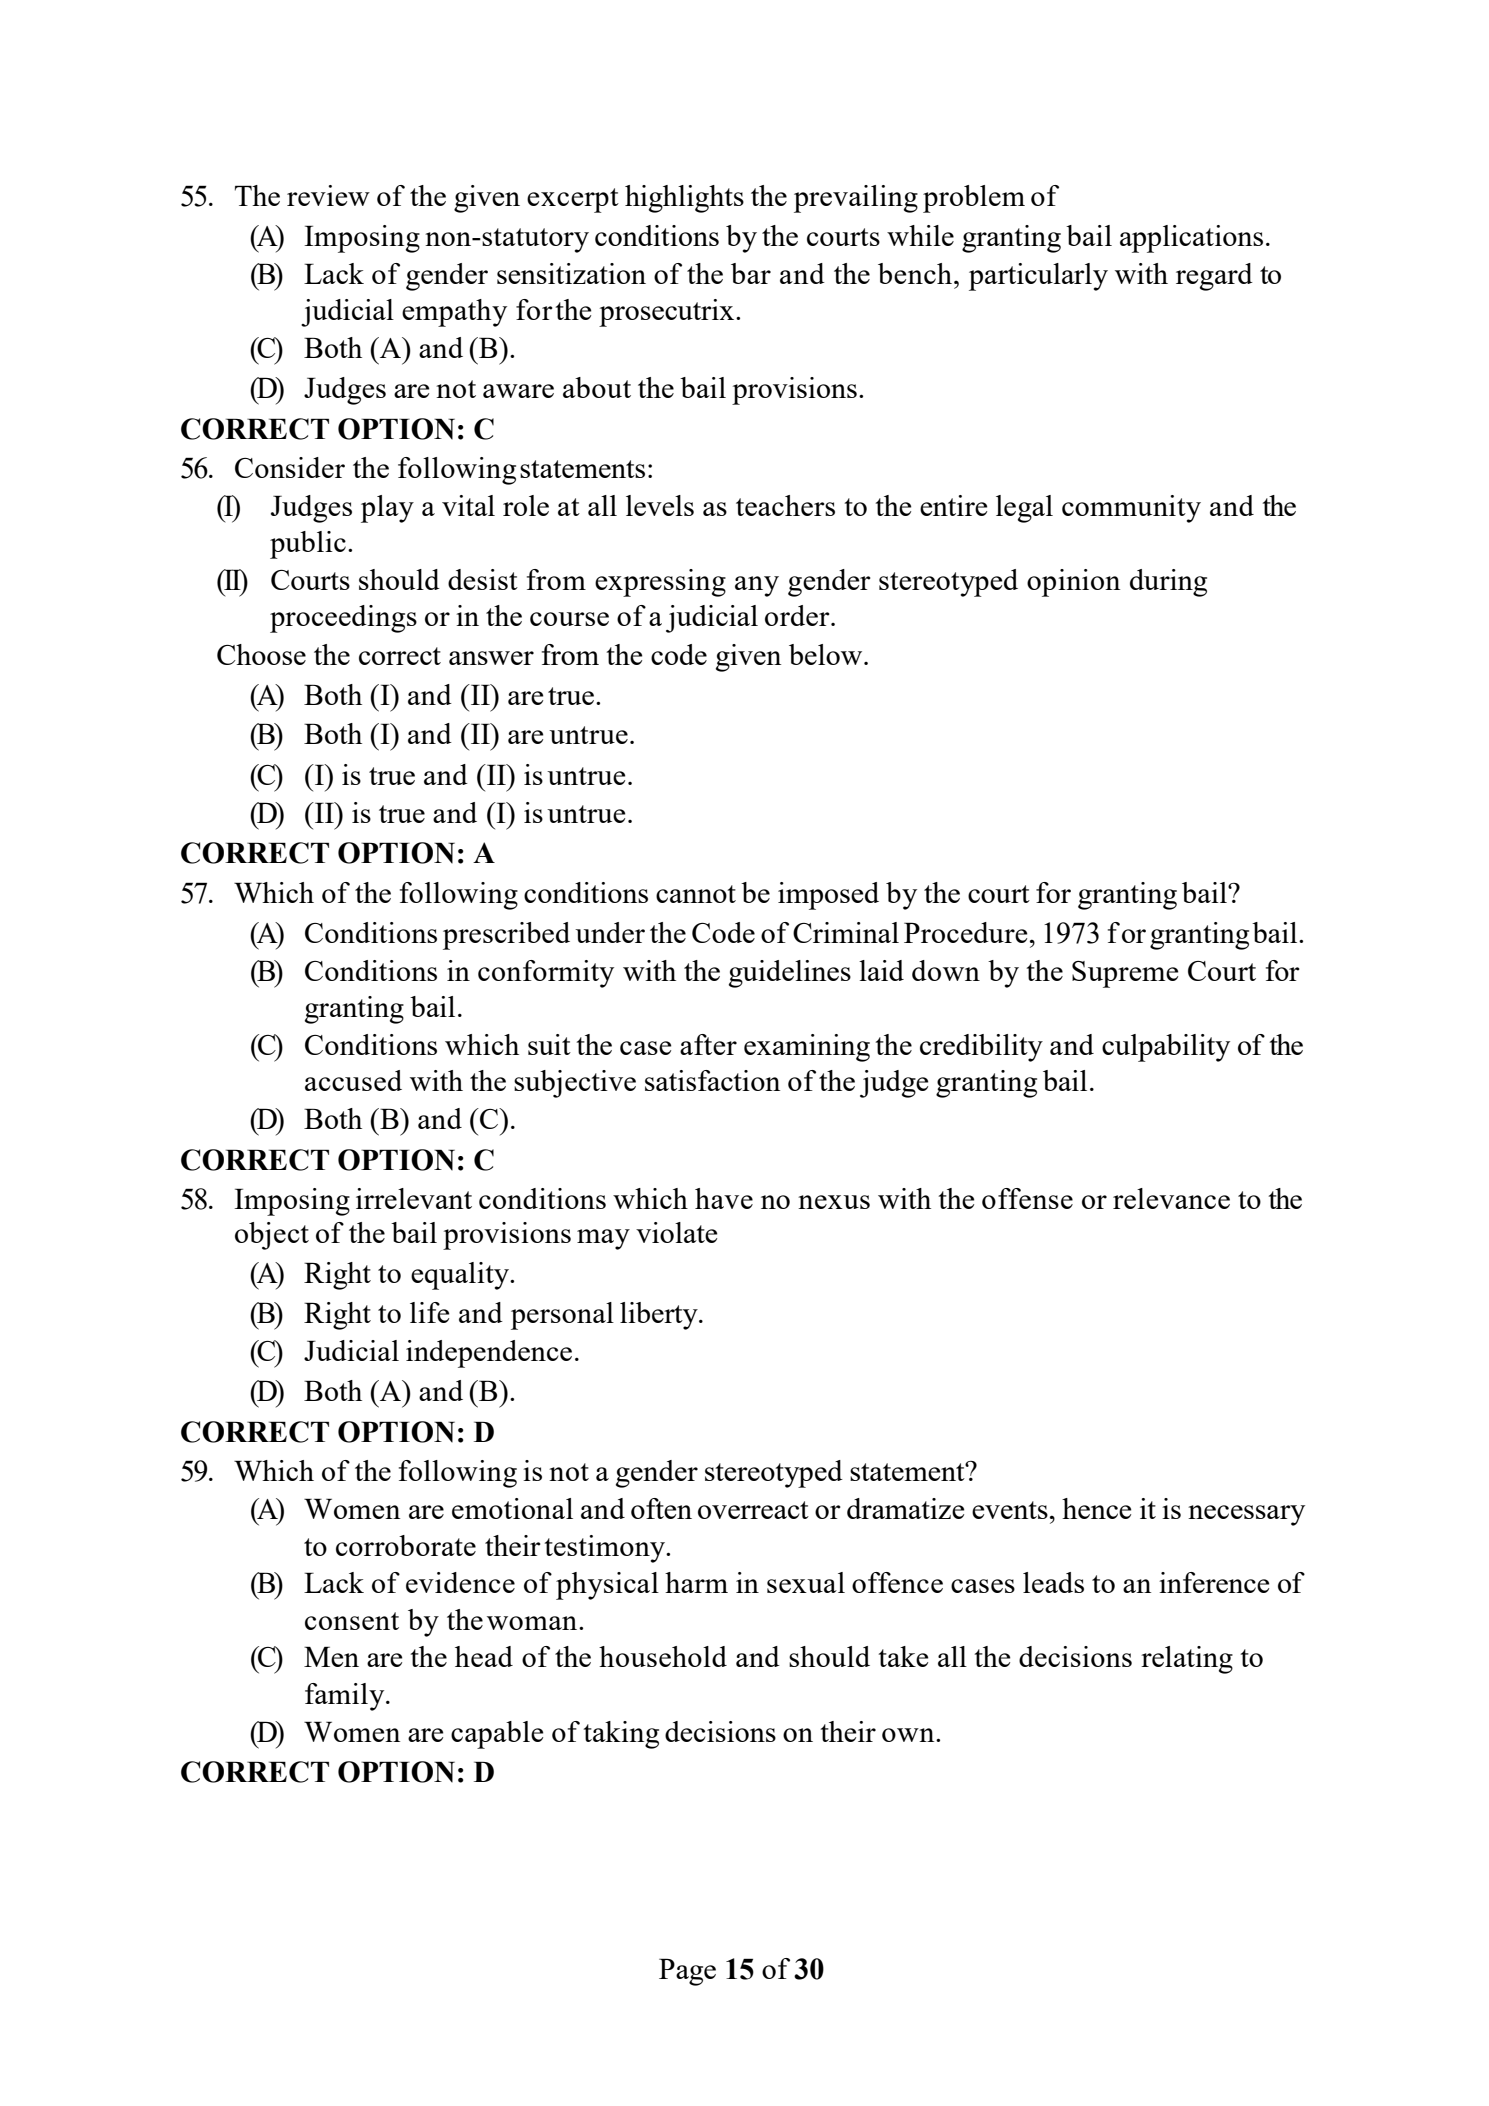 55. The review of the given excerpt highlights the prevailing problem of
(A) Imposing non-statutory conditions by the courts while granting bail applications.
(B) Lack of gender sensitization of the bar and the bench, particularly with regard to
judicial empathy for the prosecutrix.
(C) Both (A) and (B).
(D) Judges are not aware about the bail provisions.
CORRECT OPTION: C
56. Consider the following statements:
(I) Judges play a vital role at all levels as teachers to the entire legal community and the
public.
(II) Courts should desist from expressing any gender stereotyped opinion during
proceedings or in the course of a judicial order.
Choose the correct answer from the code given below.
(A) Both (I) and (II) are true.
(B) Both (I) and (II) are untrue.
(C) (I) is true and (II) is untrue.
(D) (II) is true and (I) is untrue.
CORRECT OPTION: A
57. Which of the following conditions cannot be imposed by the court for granting bail?
(A) Conditions prescribed under the Code of Criminal Procedure, 1973 for granting bail.
(B) Conditions in conformity with the guidelines laid down by the Supreme Court for
granting bail.
(C) Conditions which suit the case after examining the credibility and culpability of the
accused with the subjective satisfaction of the judge granting bail.
(D) Both (B) and (C).
CORRECT OPTION: C
58. Imposing irrelevant conditions which have no nexus with the offense or relevance to the
object of the bail provisions may violate
(A) Right to equality.
(B) Right to life and personal liberty.
(C) Judicial independence.
(D) Both (A) and (B).
CORRECT OPTION: D
59. Which of the following is not a gender stereotyped statement?
(A) Women are emotional and often overreact or dramatize events, hence it is necessary
to corroborate their testimony.
(B) Lack of evidence of physical harm in sexual offence cases leads to an inference of
consent by the woman.
(C) Men are the head of the household and should take all the decisions relating to
family.
(D) Women are capable of taking decisions on their own.
CORRECT OPTION: D
Page 15 of 30